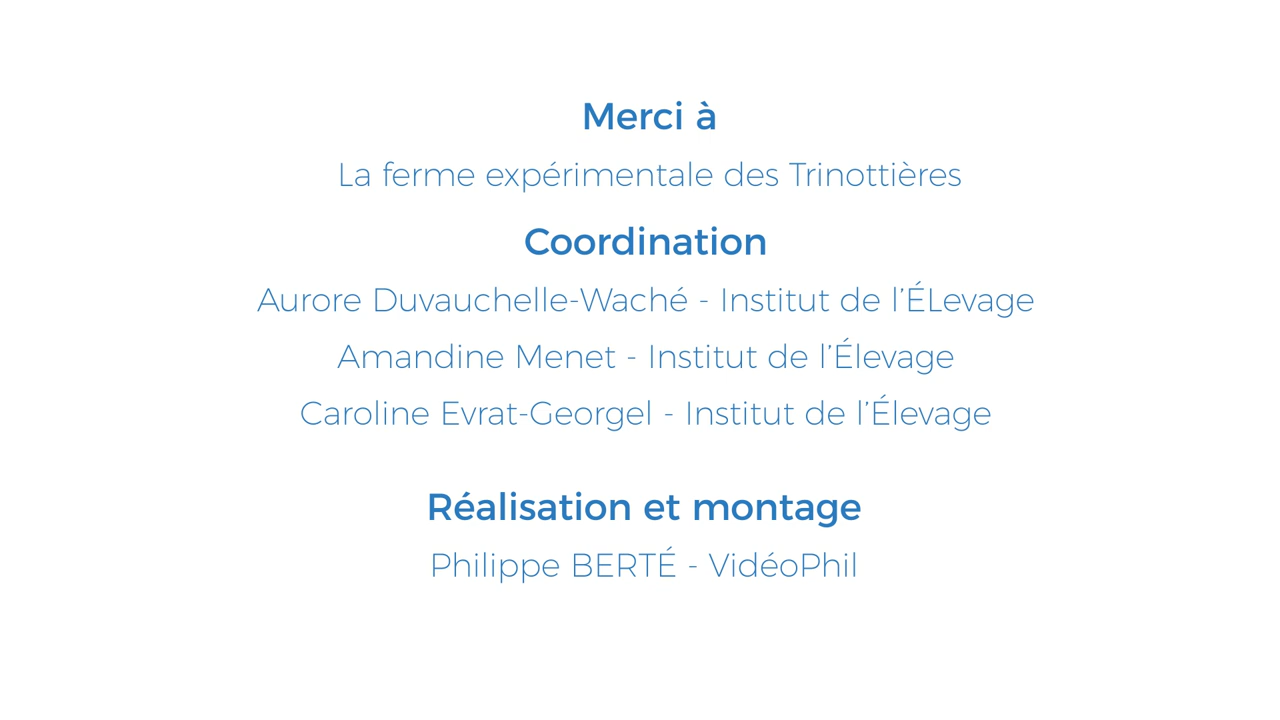 Merci à
La ferme expérimentale des Trinottières
Coordination
Aurore Duvauchelle-Waché - Institut de l’ÉLevage
Amandine Menet - Institut de l’Élevage
Caroline Evrat-Georgel - Institut de l’Élevage
Réalisation et montage
Philippe BERTÉ - VidéoPhil